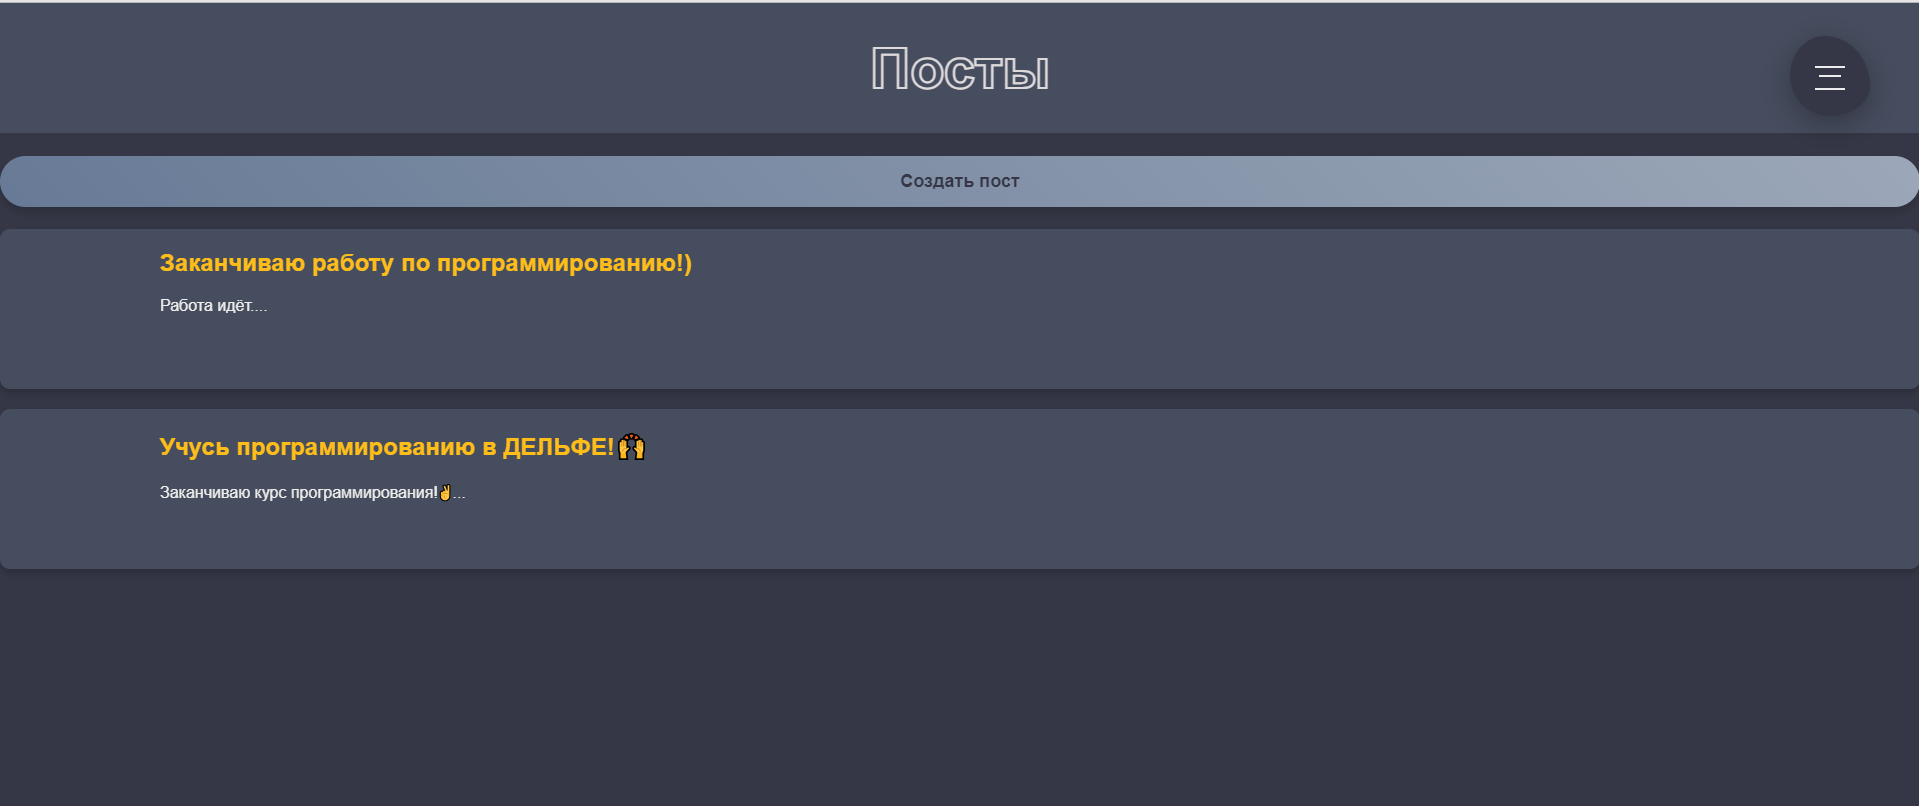 Посты
Создать пост
Заканчиваю работу по программированию!)
Работа идёт....
Учусь программированию в ДЕЛЬФЕ!🙌
Заканчиваю курс программирования!✌...